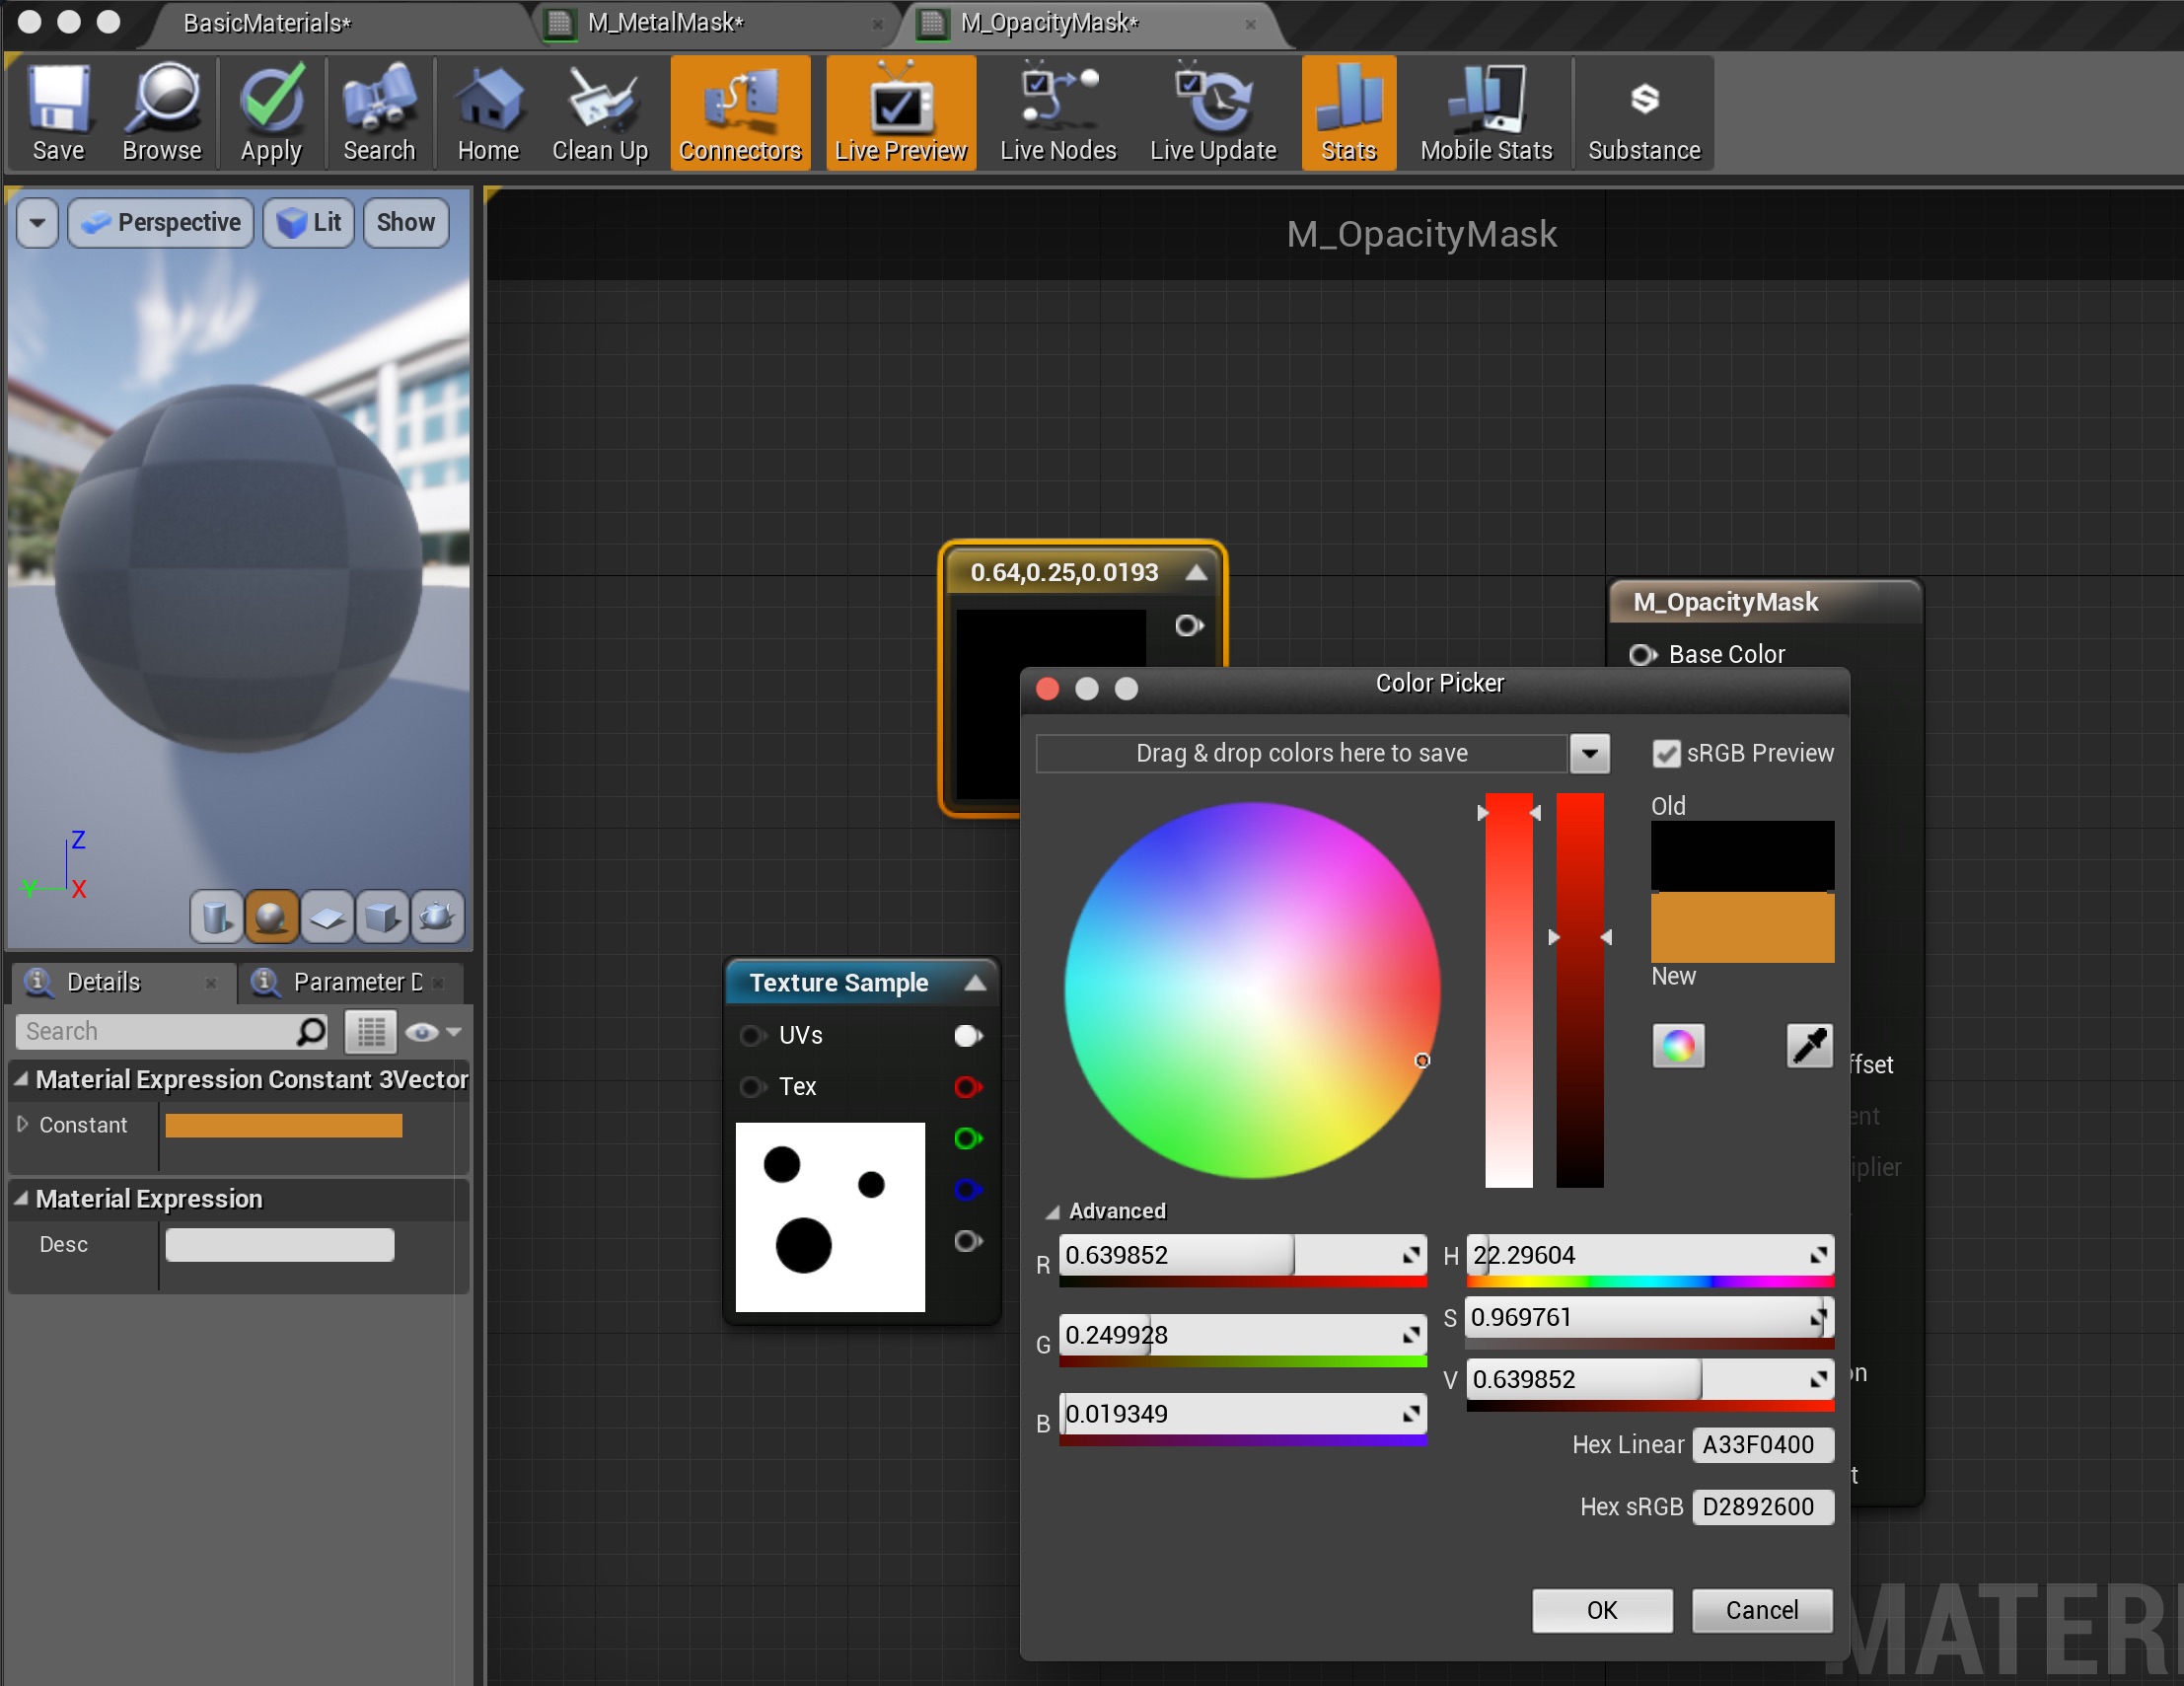 BasicMaterials*
M_MetalMask*
M_OpacityMask*
Save
Browse
Apply
Search
Home
Clean Up
Connectors
Live Preview
Live Nodes
Live Update
Stats
Mobile Stats
Substance
Perspective
Lit
Show
M_OpacityMask
0.64,0.25,0.0193
M_OpacityMask
Base Color
Z
Y
X
Color Picker
Drag & drop colors here to save
sRGB Preview
Old
New
Texture Sample
UVs
Tex
Details
Parameter D
Search
Material Expression Constant 3Vector
Constant
Material Expression
Desc
ffset
ent
iplier
Advanced
R 0.639852
H 22.29604
G 0.249928
S 0.969761
B 0.019349
V 0.639852
on
Hex Linear A33F0400
t
Hex sRGB D2892600
OK
Cancel
MATERI